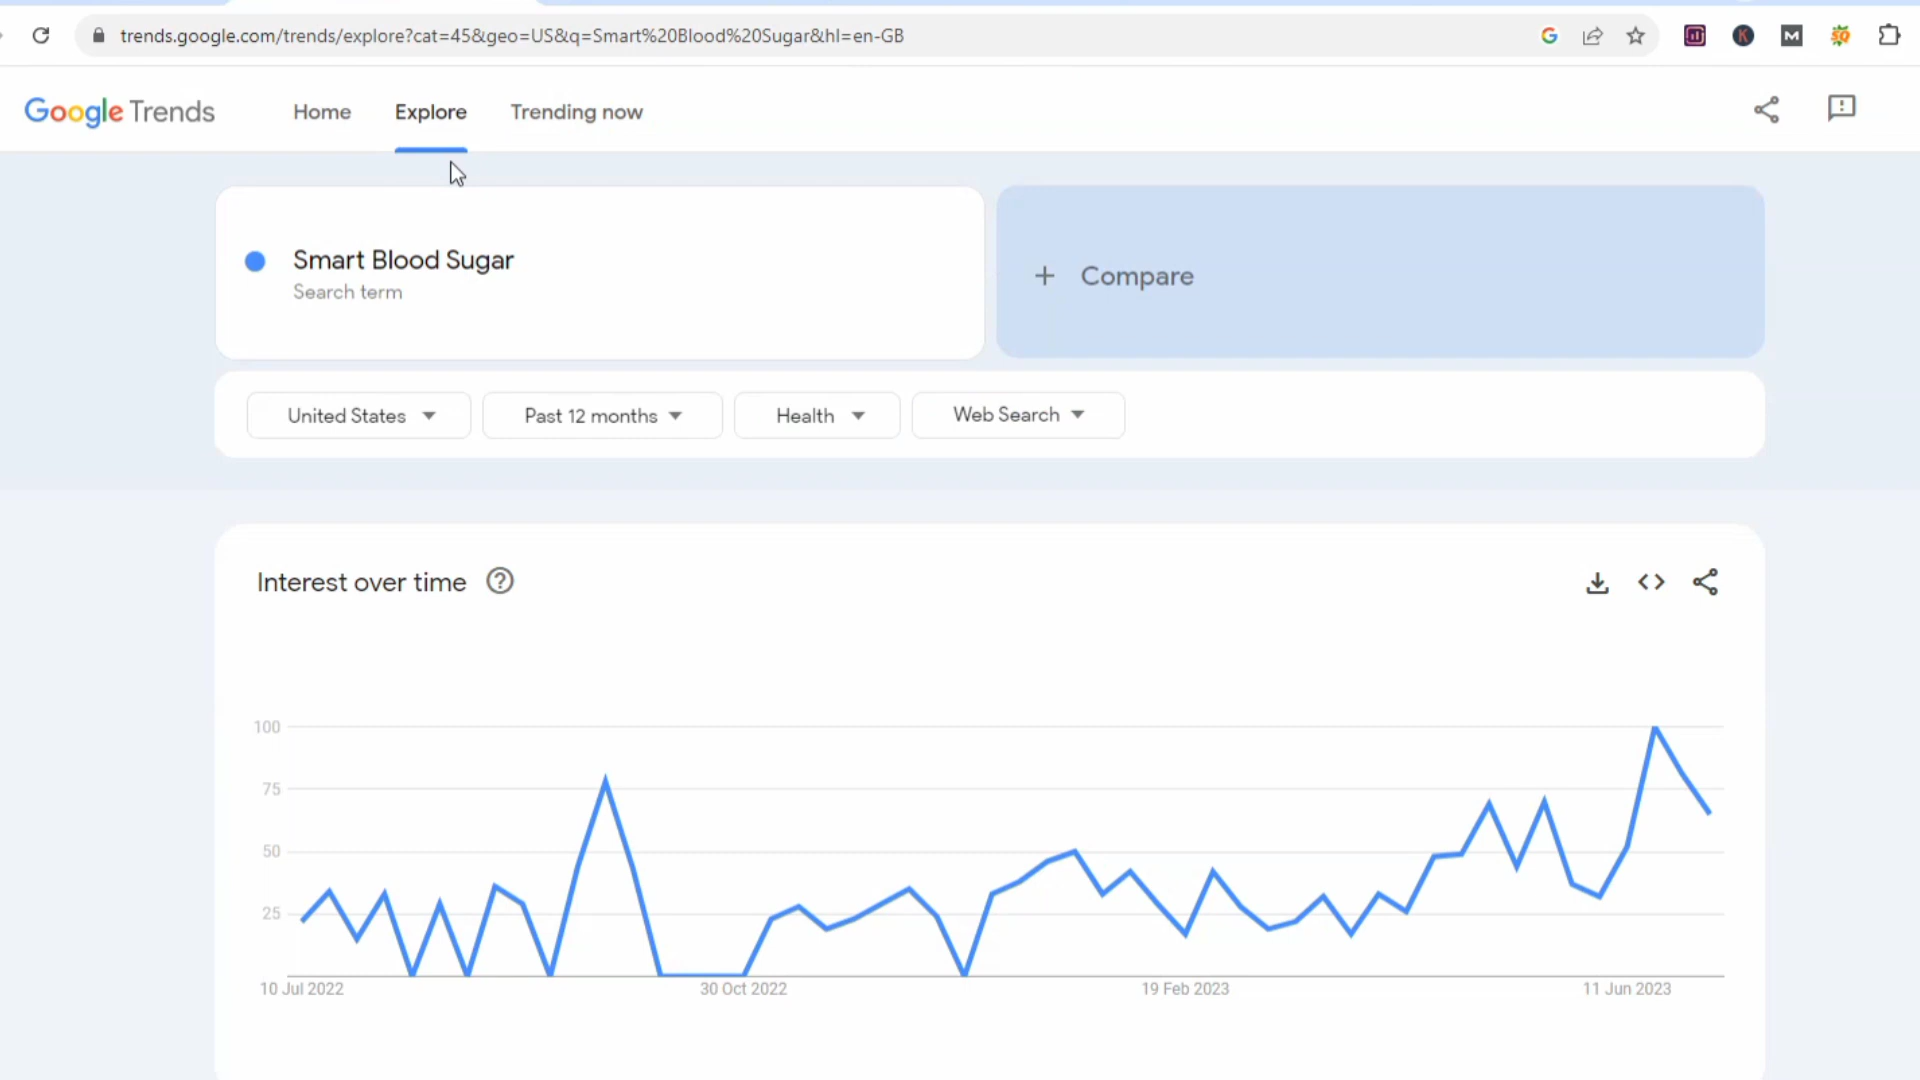 trends.google.com/trends/explore?cat=45&geo=US&q=Smart%20Blood%20Sugar&hl=en-GB
Google Trends
Home
Explore
Trending now
Smart Blood Sugar
Search term
+ Compare
United States
Past 12 months
Health
Web Search
Interest over time
100
75
50
25
10 Jul 2022
30 Oct 2022
19 Feb 2023
11 Jun 2023